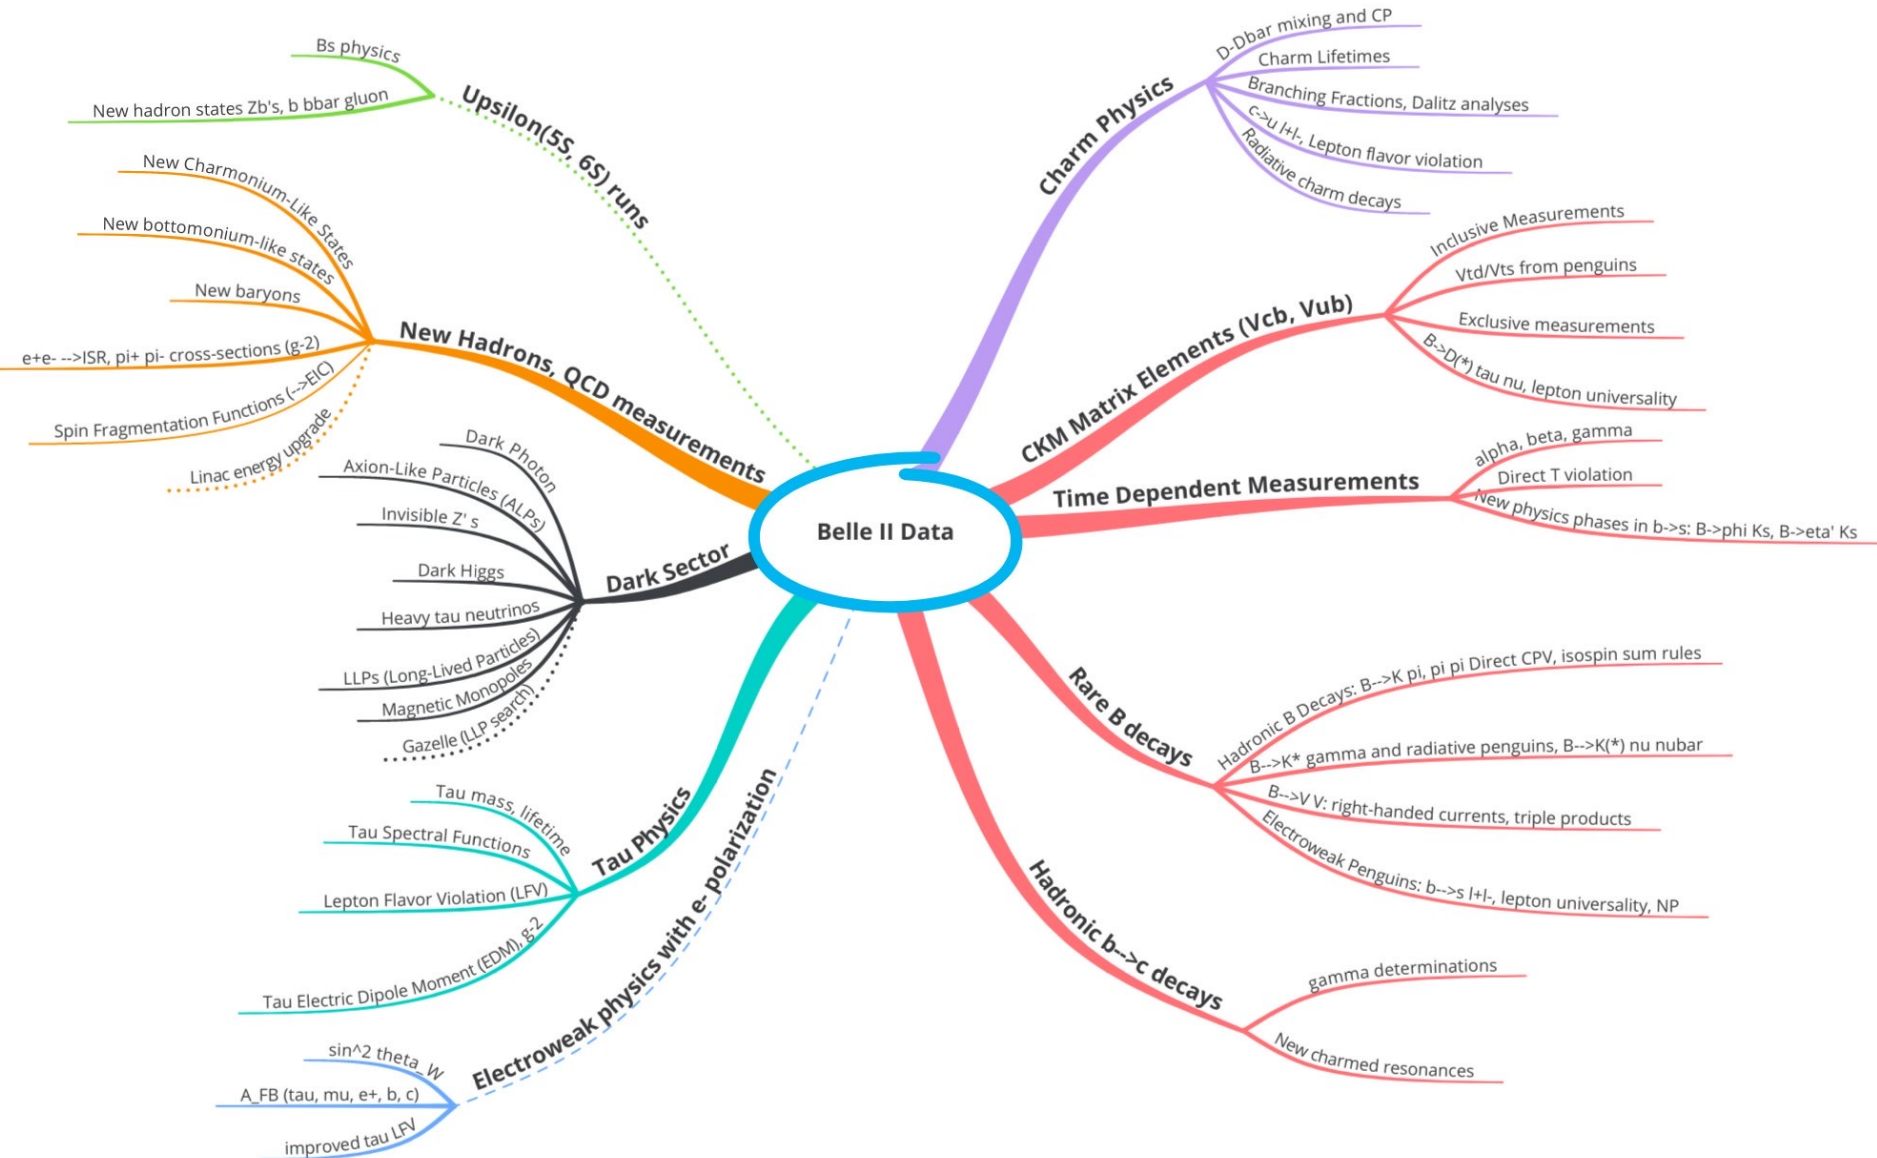 Belle II Data
Charm Physics
D-Dbar mixing and CP
Charm Lifetimes
Branching Fractions, Dalitz analyses
c->u l+l-, Lepton flavor violation
Radiative charm decays
CKM Matrix Elements (Vcb, Vub)
Inclusive Measurements
Vtd/Vts from penguins
Exclusive measurements
B->D(*) tau nu, lepton universality
Time Dependent Measurements
alpha, beta, gamma
Direct T violation
New physics phases in b->s: B->phi Ks, B->eta' Ks
Rare B decays
Hadronic B Decays: B-->K pi, pi pi Direct CPV, isospin sum rules
B-->K* gamma and radiative penguins, B-->K(*) nu nubar
B-->V V: right-handed currents, triple products
Electroweak Penguins: b-->s l+l-, lepton universality, NP
Hadronic b-->c decays
gamma determinations
New charmed resonances
Upsilon(5S, 6S) runs
Bs physics
New hadron states Zb's, b bbar gluon
New Hadrons, QCD measurements
New Charmonium-Like States
New bottomonium-like states
New baryons
e+e- -->ISR, pi+ pi- cross-sections (g-2)
Spin Fragmentation Functions (-->EIC)
Linac energy upgrade
Dark Sector
Dark Photon
Axion-Like Particles (ALPs)
Invisible Z' s
Dark Higgs
Heavy tau neutrinos
LLPs (Long-Lived Particles)
Magnetic Monopoles
Gazelle (LLP search)
Tau Physics
Tau mass, lifetime
Tau Spectral Functions
Lepton Flavor Violation (LFV)
Tau Electric Dipole Moment (EDM), g-2
Electroweak physics with e- polarization
sin^2 theta_W
A_FB (tau, mu, e+, b, c)
improved tau LFV